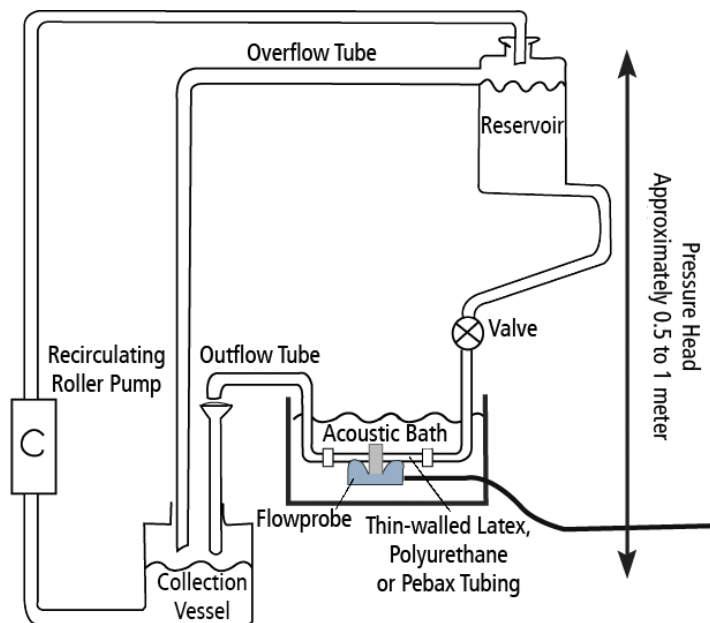 Overflow Tube
Reservoir
Pressure Head
Approximately 0.5 to 1 meter
Valve
Recirculating
Roller Pump
Outflow Tube
C
Acoustic Bath
Flowprobe
Thin-walled Latex,
Polyurethane
or Pebax Tubing
Collection
Vessel